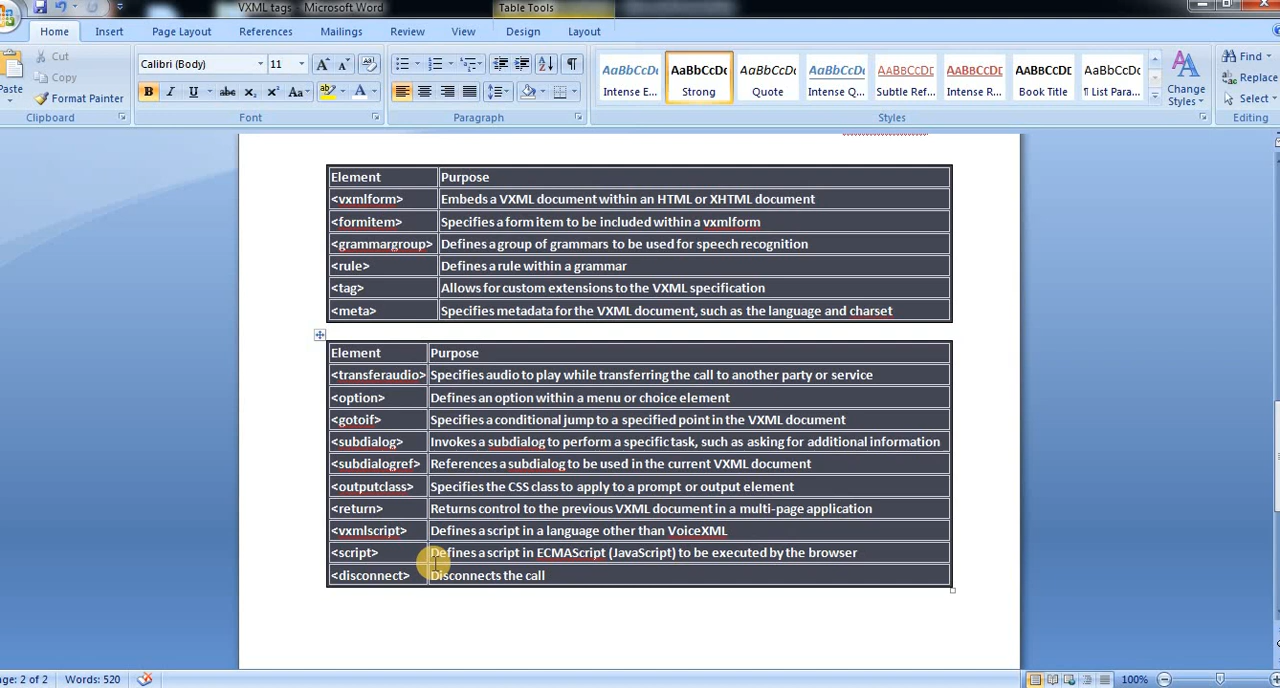 VXML tags - Microsoft Word
Table Tools
Home Insert Page Layout References Mailings Review View Design Layout
Cut
Copy
Paste
Format Painter
Clipboard
Calibri (Body) 11
Font
Paragraph
AaBbCcDc AaBbCcDc AaBbCcDc AaBbCcDc AABBCCDC AABBCCDC AaBbCcDc AaBbCcDc
Intense E... Strong Quote Intense Q... Subtle Ref... Intense R... Book Title ¶ List Para...
Change Styles
Styles
Find
Replace
Select
Editing
Element Purpose
<vxmlform> Embeds a VXML document within an HTML or XHTML document
<formitem> Specifies a form item to be included within a vxmlform
<grammargroup> Defines a group of grammars to be used for speech recognition
<rule> Defines a rule within a grammar
<tag> Allows for custom extensions to the VXML specification
<meta> Specifies metadata for the VXML document, such as the language and charset
Element Purpose
<transferaudio> Specifies audio to play while transferring the call to another party or service
<option> Defines an option within a menu or choice element
<gotoif> Specifies a conditional jump to a specified point in the VXML document
<subdialog> Invokes a subdialog to perform a specific task, such as asking for additional information
<subdialogref> References a subdialog to be used in the current VXML document
<outputclass> Specifies the CSS class to apply to a prompt or output element
<return> Returns control to the previous VXML document in a multi-page application
<vxmlscript> Defines a script in a language other than VoiceXML
<script> Defines a script in ECMAScript (JavaScript) to be executed by the browser
<disconnect> Disconnects the call
age: 2 of 2 Words: 520 100%